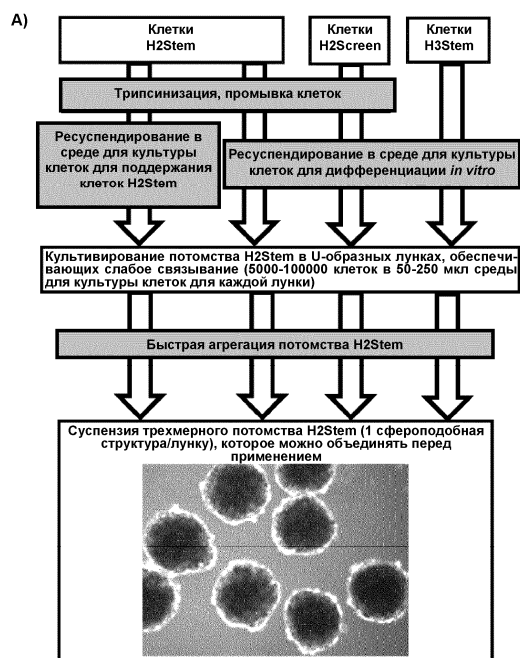 А)
Клетки
H2Stem
Клетки
H2Screen
Клетки
H3Stem
Трипсинизация, промывка клеток
Ресуспендирование в
среде для культуры
клеток для поддержания
клеток H2Stem
Ресуспендирование в среде для культуры
клеток для дифференциации in vitro
Культивирование потомства H2Stem в U-образных лунках, обеспечи-
вающих слабое связывание (5000-100000 клеток в 50-250 мкл среды
для культуры клеток для каждой лунки)
Быстрая агрегация потомства H2Stem
Суспензия трехмерного потомства H2Stem (1 сфероподобная
структура/лунку), которое можно объединять перед
применением